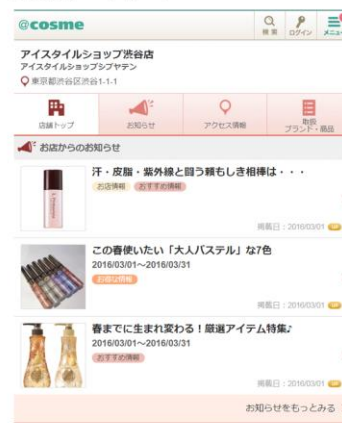 @cosme
検索
ログイン
メニュー
アイスタイルショップ渋谷店
アイスタイルショップシブヤテン
東京都渋谷区渋谷1-1-1
店舗トップ
お知らせ
アクセス情報
取扱
ブランド・商品
お店からのお知らせ
汗・皮脂・紫外線と闘う頼もしき相棒は・・・
お店情報 おすすめ情報
掲載日：2016/03/01
この春使いたい「大人パステル」な7色
2016/03/01～2016/03/31
お得な情報
掲載日：2016/03/01
春までに生まれ変わる！厳選アイテム特集♪
2016/03/01～2016/03/31
おすすめ情報
掲載日：2016/03/01
お知らせをもっとみる